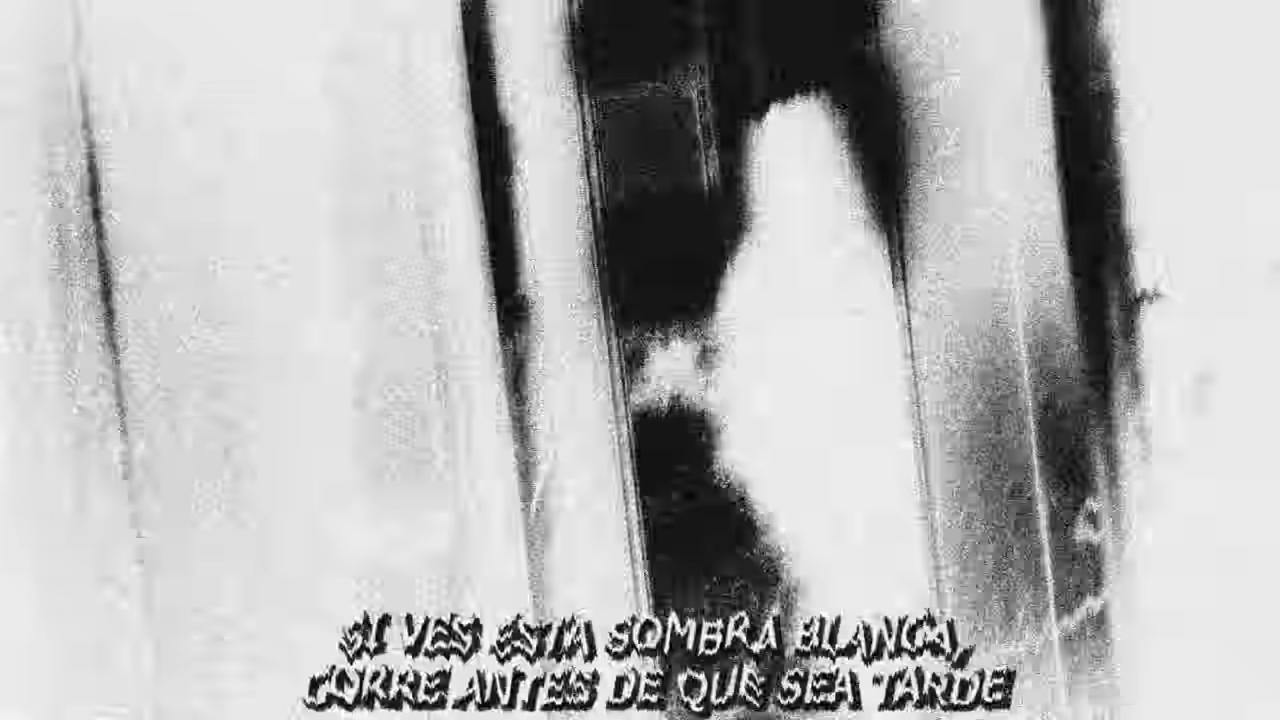 SI VES ESTA SOMBRA BLANCA,
CORRE ANTES DE QUE SEA TARDE